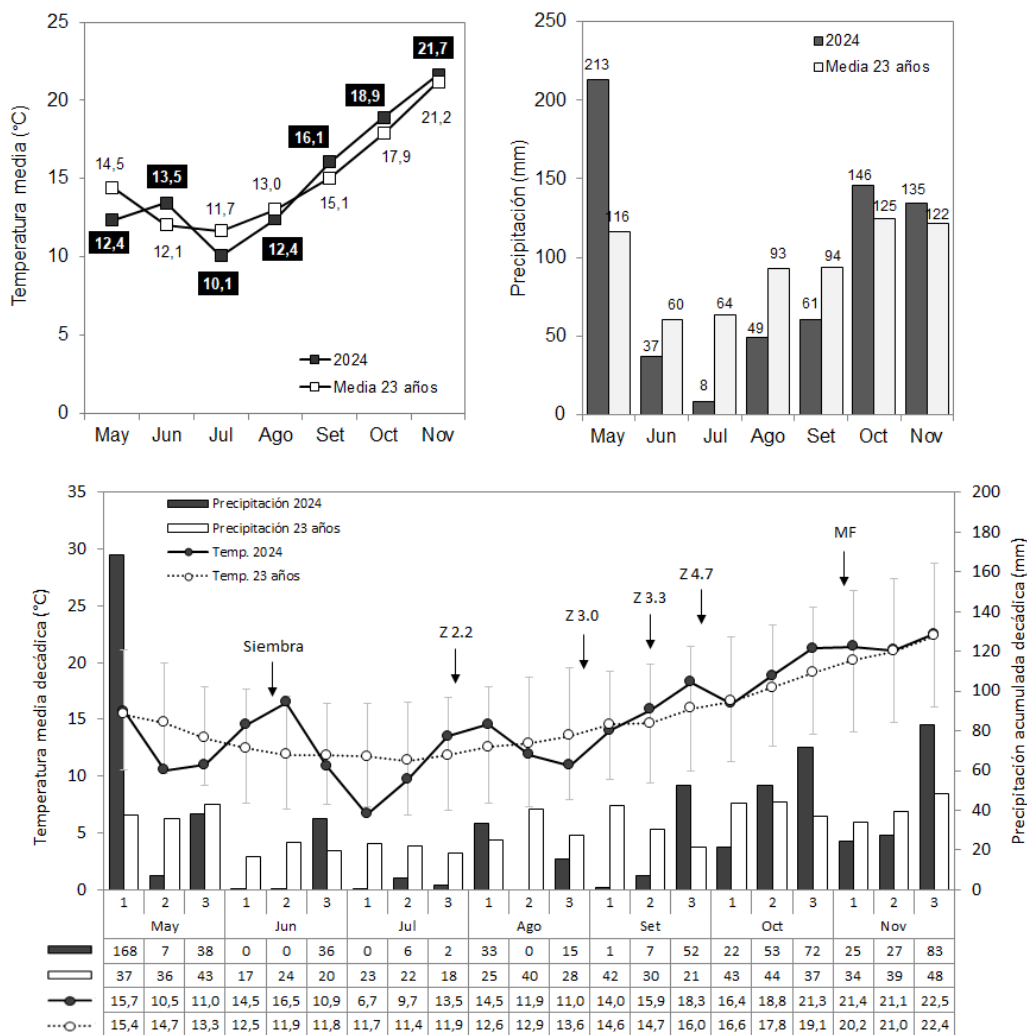 25
20
15
10
5
0
Temperatura media (°C)
14,5
12,4
13,5
12,1
11,7
10,1
13,0
12,4
16,1
15,1
18,9
17,9
21,7
21,2
2024
Media 23 años
May Jun Jul Ago Set Oct Nov
250
200
150
100
50
0
Precipitación (mm)
2024
Media 23 años
213 116 37 60 8 64 49 93 61 94 146 125 135 122
May Jun Jul Ago Set Oct Nov
35
30
25
20
15
10
5
0
Temperatura media decádica (°C)
Precipitación 2024
Precipitación 23 años
Temp. 2024
Temp. 23 años
Siembra
Z 2.2
Z 3.0
Z 3.3
Z 4.7
MF
200
180
160
140
120
100
80
60
40
20
0
Precipitación acumulada decádica (mm)
1 2 3 1 2 3 1 2 3 1 2 3 1 2 3 1 2 3 1 2 3
May Jun Jul Ago Set Oct Nov
168 7 38 0 0 36 0 6 2 33 0 15 1 7 52 22 53 72 25 27 83
37 36 43 17 24 20 23 22 18 25 40 28 42 30 21 43 44 37 34 39 48
15,7 10,5 11,0 14,5 16,5 10,9 6,7 9,7 13,5 14,5 11,9 11,0 14,0 15,9 18,3 16,4 18,8 21,3 21,4 21,1 22,5
15,4 14,7 13,3 12,5 11,9 11,8 11,7 11,4 11,9 12,6 12,9 13,6 14,6 14,7 16,0 16,6 17,8 19,1 20,2 21,0 22,4